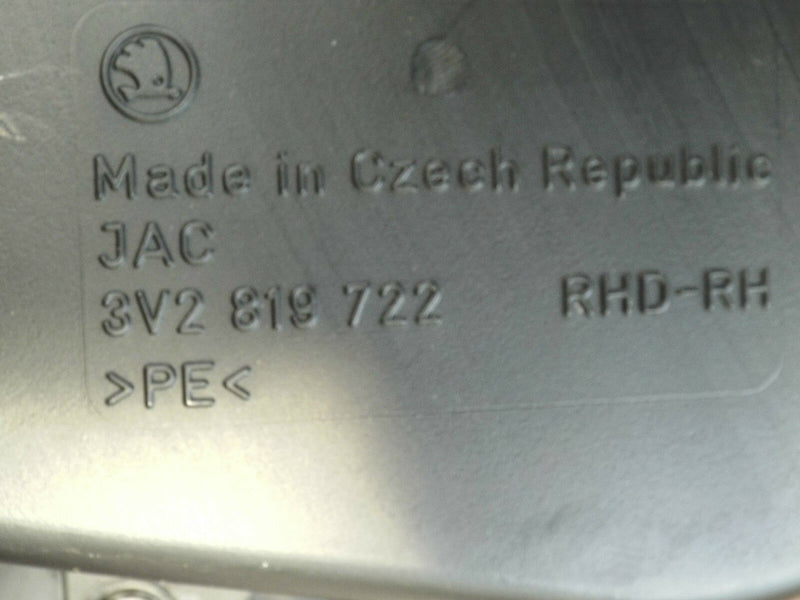 Made in Czech Republic
JAC
3V2 819 722 RHD-RH
>PE<